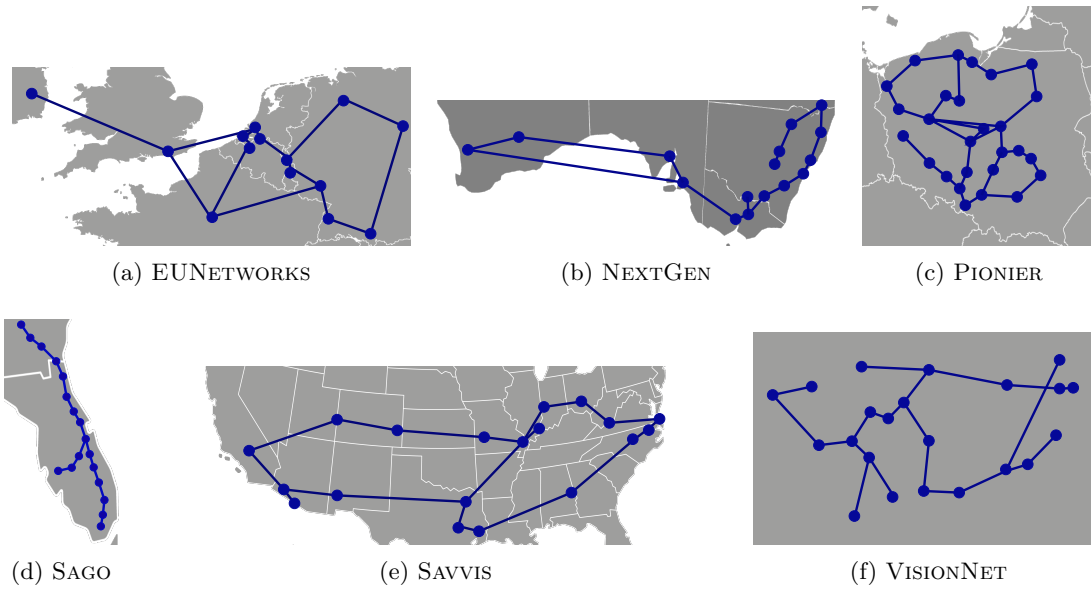 (a) EUNETWORKS
(b) NEXTGEN
(c) PIONIER
(d) SAGO
(e) SAVVIS
(f) VISIONNET